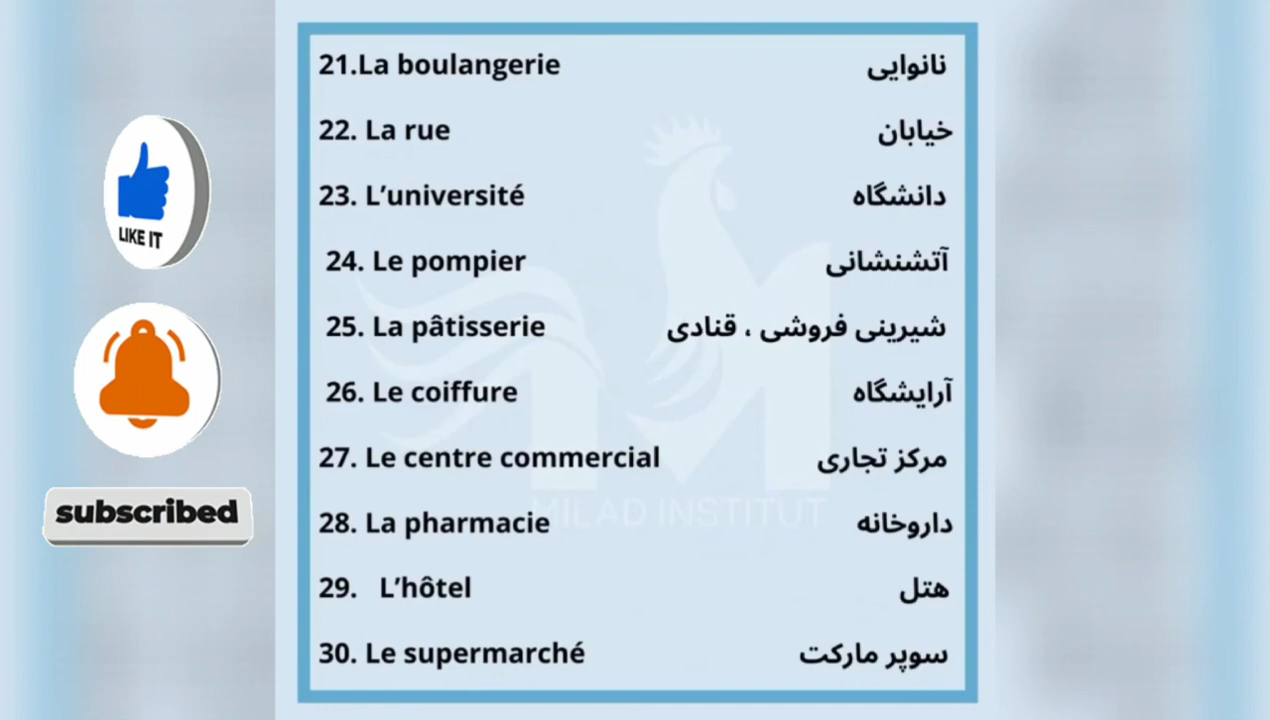 21.La boulangerie نانوایی
22. La rue خیابان
23. L’université دانشگاه
24. Le pompier آتشنشانی
25. La pâtisserie شیرینی فروشی ، قنادی
26. Le coiffure آرایشگاه
27. Le centre commercial مرکز تجاری
28. La pharmacie داروخانه
29. L’hôtel هتل
30. Le supermarché سوپر مارکت
LIKE IT
subscribed
MILAD INSTITUT